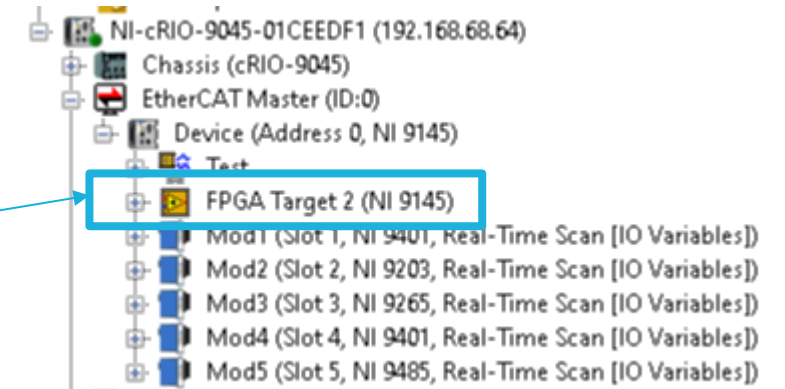 NI-cRIO-9045-01CEEDF1 (192.168.68.64)
Chassis (cRIO-9045)
EtherCAT Master (ID:0)
Device (Address 0, NI 9145)
Test
FPGA Target 2 (NI 9145)
Mod1 (Slot 1, NI 9401, Real-Time Scan [IO Variables])
Mod2 (Slot 2, NI 9203, Real-Time Scan [IO Variables])
Mod3 (Slot 3, NI 9265, Real-Time Scan [IO Variables])
Mod4 (Slot 4, NI 9401, Real-Time Scan [IO Variables])
Mod5 (Slot 5, NI 9485, Real-Time Scan [IO Variables])